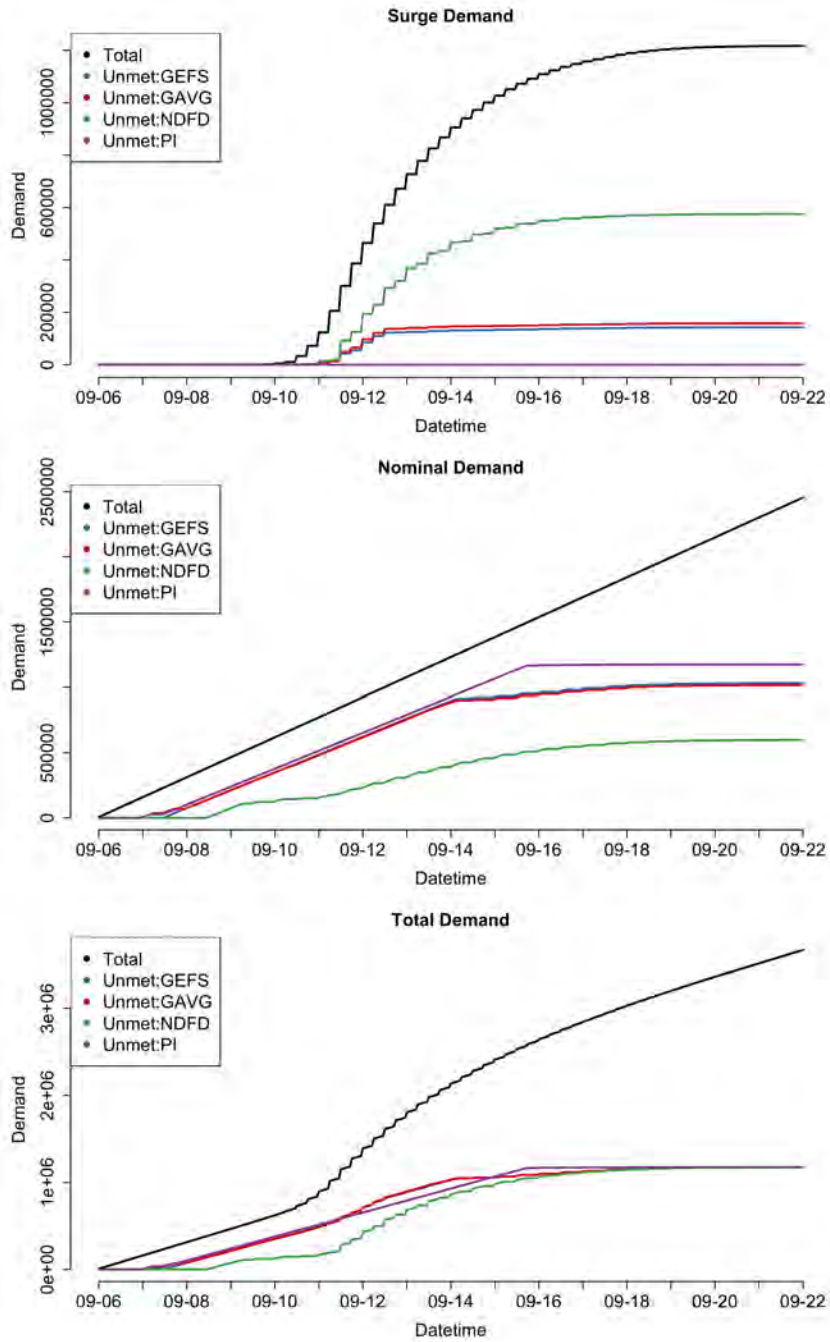 Surge Demand
Total
Unmet:GEFS
Unmet:GAVG
Unmet:NDFD
Unmet:PI
Demand
1000000
600000
200000
0
09-06 09-08 09-10 09-12 09-14 09-16 09-18 09-20 09-22
Datetime
Nominal Demand
Total
Unmet:GEFS
Unmet:GAVG
Unmet:NDFD
Unmet:PI
Demand
2500000
1500000
500000
0
09-06 09-08 09-10 09-12 09-14 09-16 09-18 09-20 09-22
Datetime
Total Demand
Total
Unmet:GEFS
Unmet:GAVG
Unmet:NDFD
Unmet:PI
Demand
3e+06
2e+06
1e+06
0e+00
09-06 09-08 09-10 09-12 09-14 09-16 09-18 09-20 09-22
Datetime